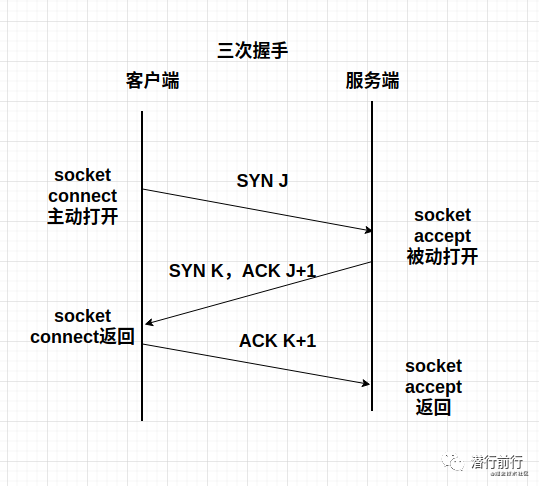 三次握手
客户端
服务端
socket
connect
主动打开
SYN J
socket
accept
被动打开
SYN K，ACK J+1
socket
connect返回
ACK K+1
socket
accept
返回
潜行前行